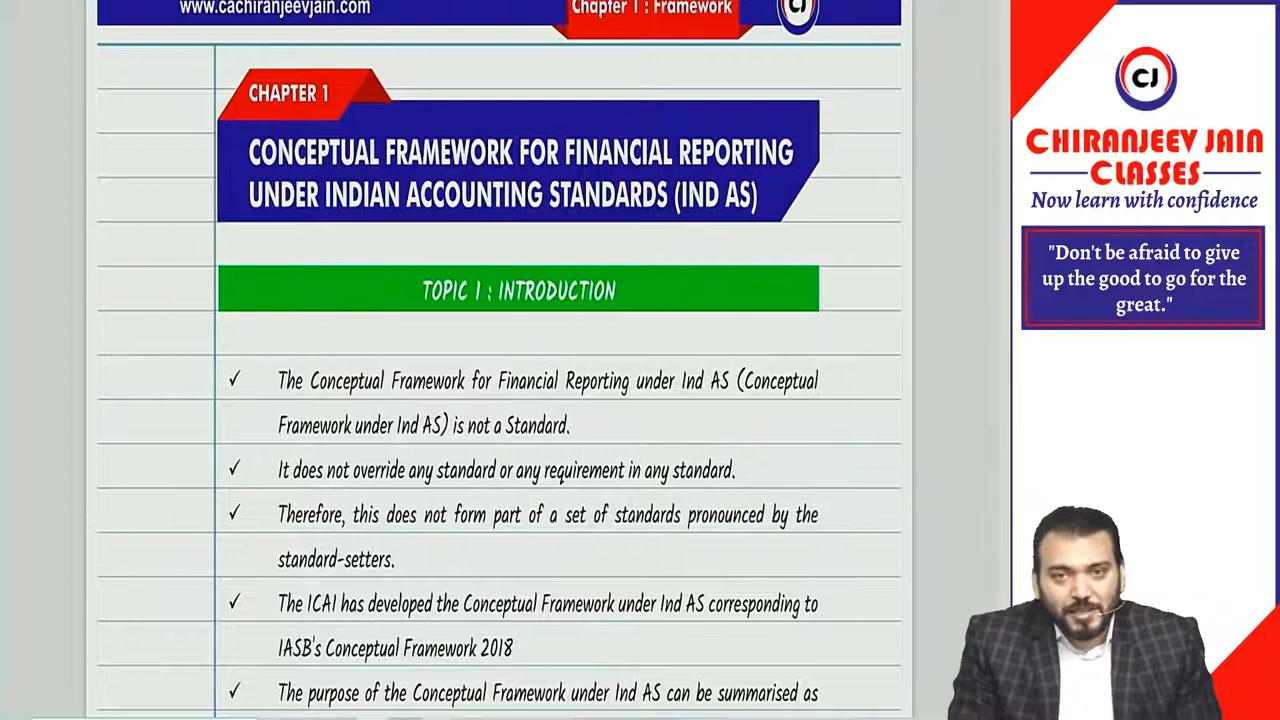 www.cachiranjeevjain.com
Chapter 1 : Framework
CJ
CHAPTER 1
CONCEPTUAL FRAMEWORK FOR FINANCIAL REPORTING
UNDER INDIAN ACCOUNTING STANDARDS (IND AS)
TOPIC 1 : INTRODUCTION
✓ The Conceptual Framework for Financial Reporting under Ind AS (Conceptual
Framework under Ind AS) is not a Standard.
✓ It does not override any standard or any requirement in any standard.
✓ Therefore, this does not form part of a set of standards pronounced by the
standard-setters.
✓ The ICAI has developed the Conceptual Framework under Ind AS corresponding to
IASB's Conceptual Framework 2018
✓ The purpose of the Conceptual Framework under Ind AS can be summarised as
CJ
CHIRANJEEV JAIN
CLASSES
Now learn with confidence
"Don't be afraid to give
up the good to go for the
great."